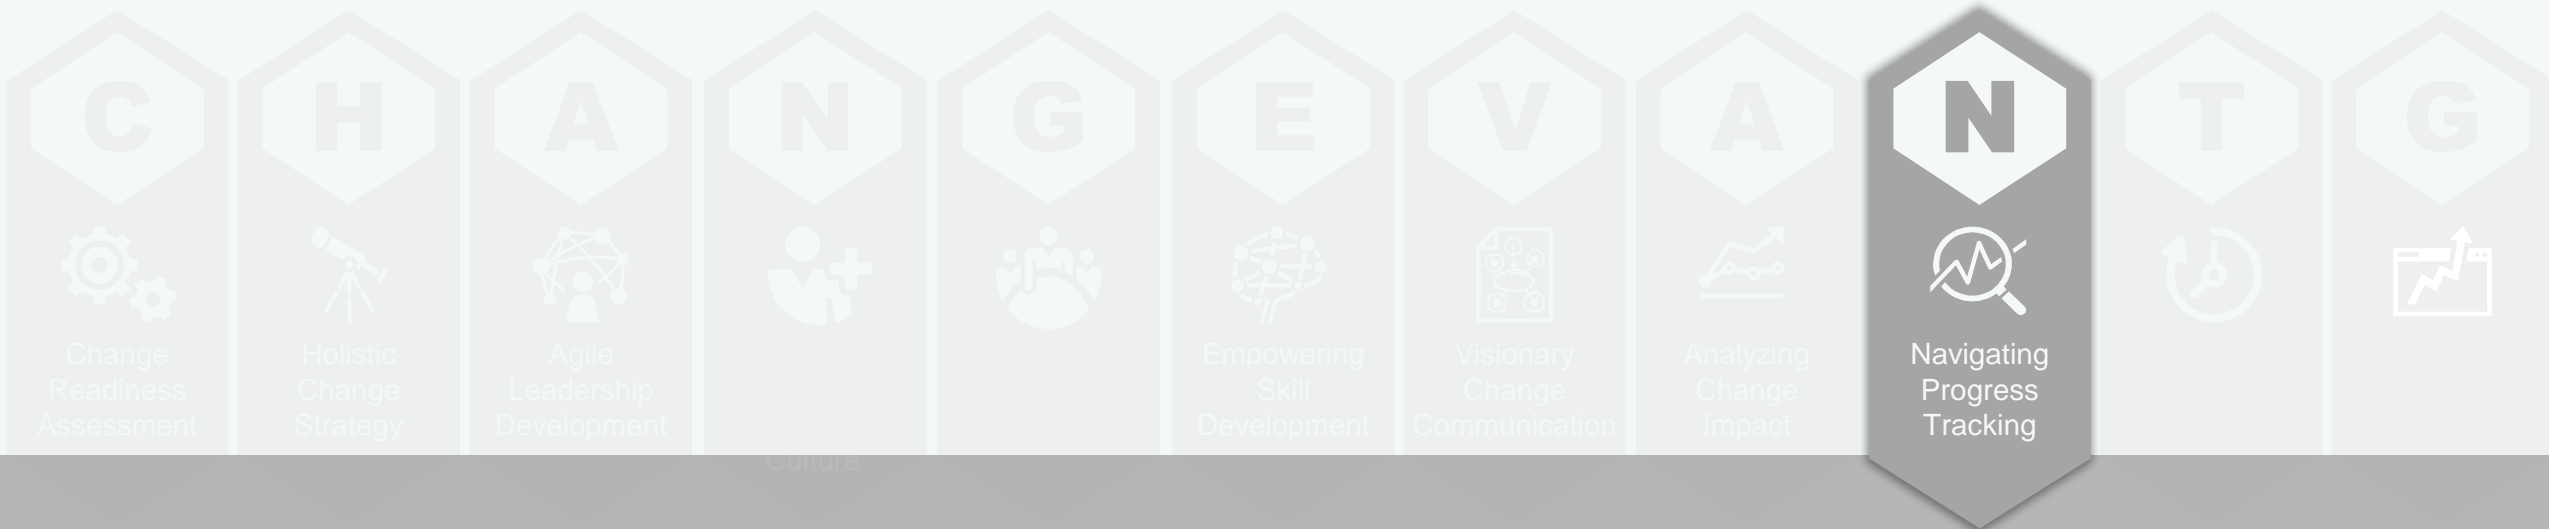 C
H
A
N
G
E
V
A
N
T
G
Change
Readiness
Assessment
Holistic
Change
Strategy
Agile
Leadership
Development
Culture
Empowering
Skill
Development
Visionary
Change
Communication
Analyzing
Change
Impact
Navigating
Progress
Tracking